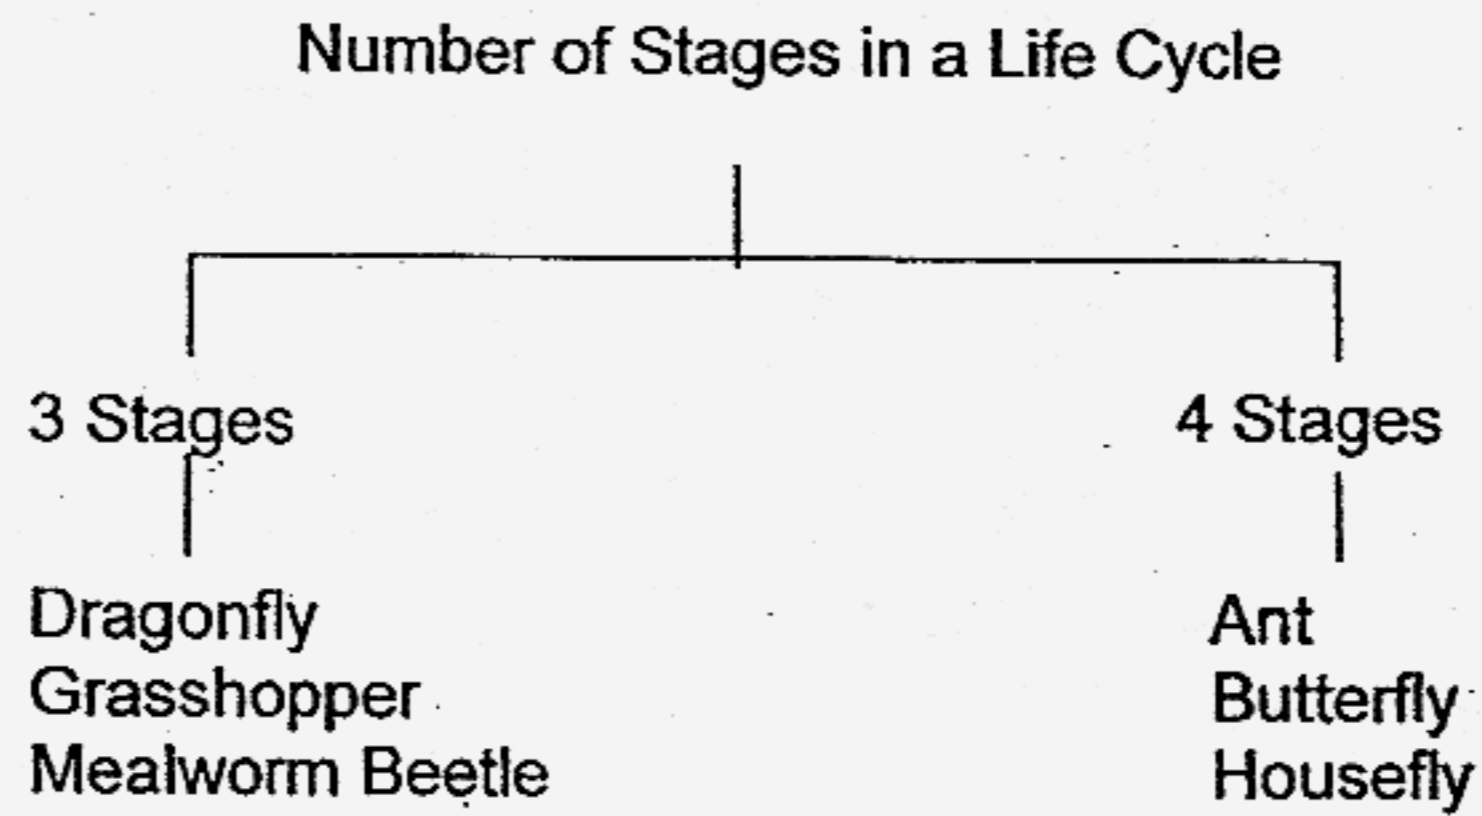 Number of Stages in a Life Cycle
3 Stages
4 Stages
Dragonfly
Grasshopper
Mealworm Beetle
Ant
Butterfly
Housefly